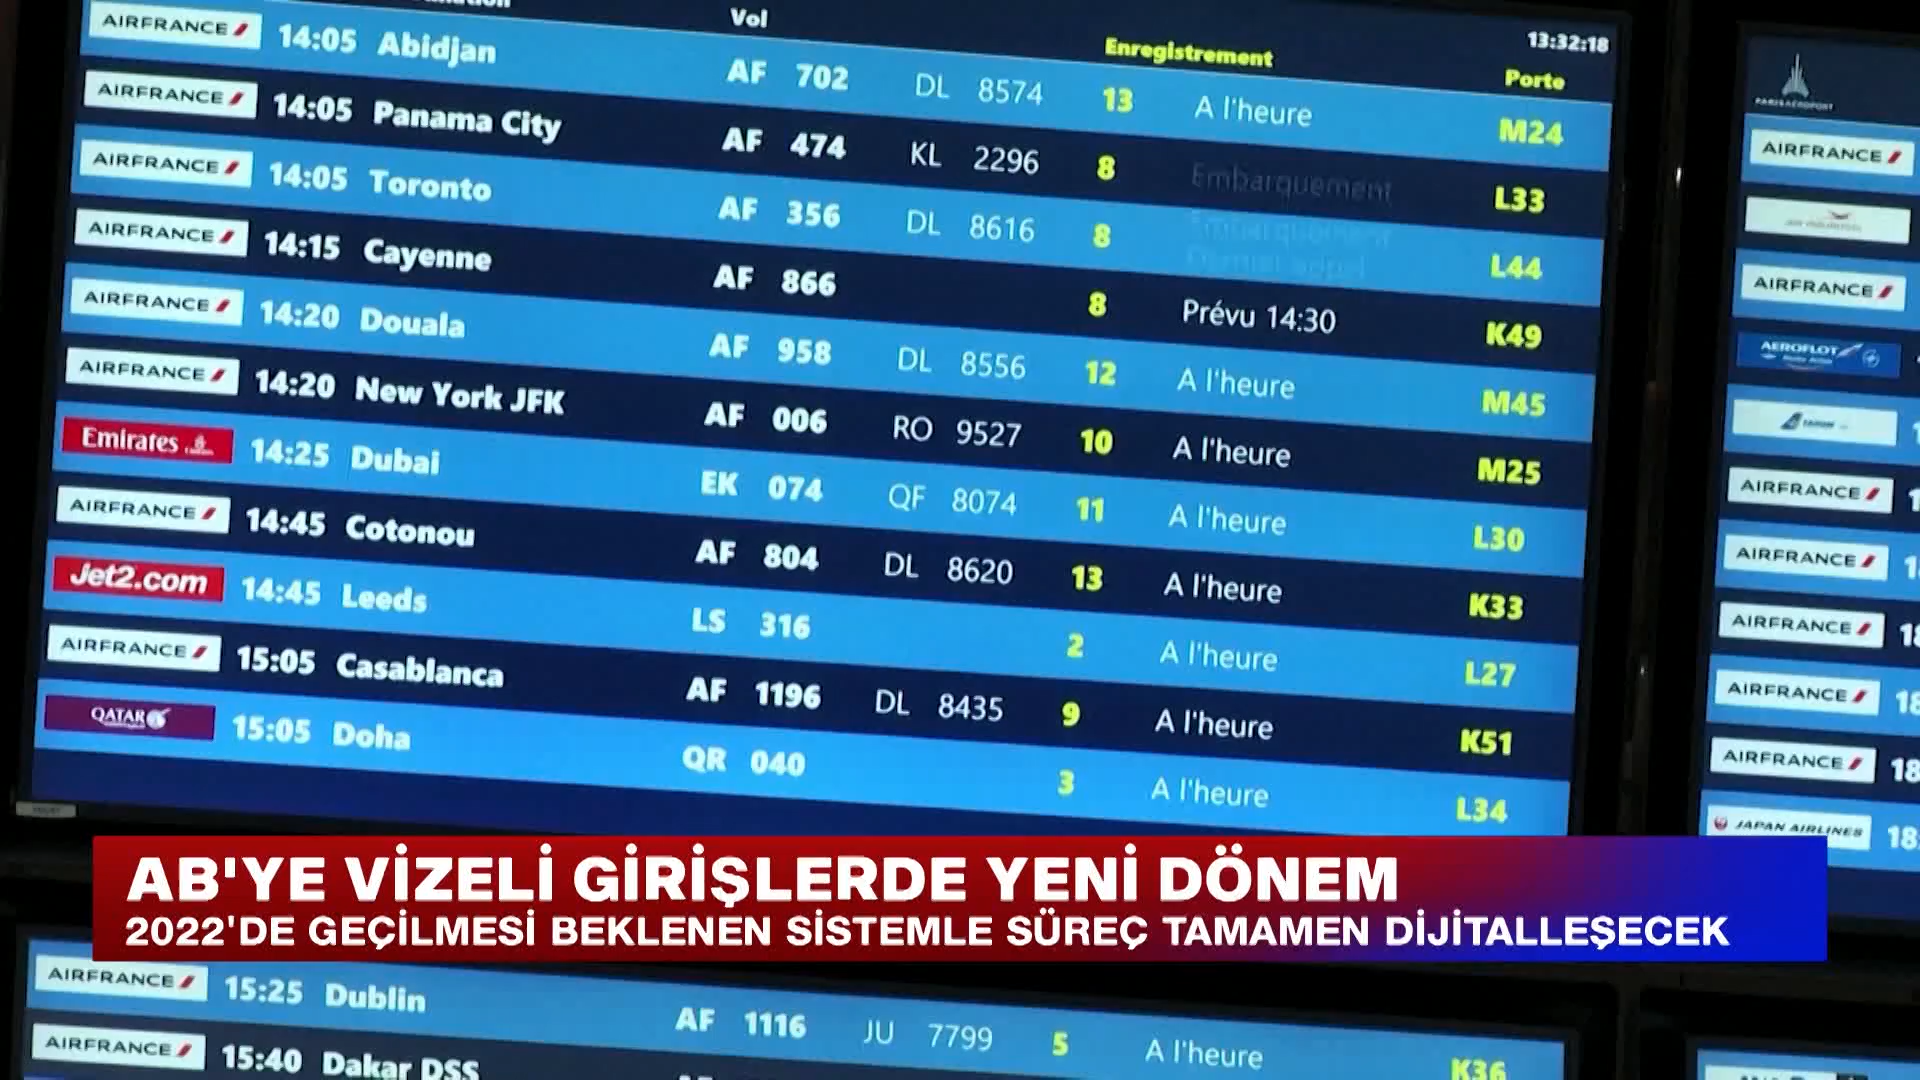 Vol
Enregistrement
Porte
13:32:18
AIRFRANCE 14:05 Abidjan AF 702 DL 8574 13 A l'heure M24
AIRFRANCE 14:05 Panama City AF 474 KL 2296 8 Embarquement L33
AIRFRANCE 14:05 Toronto AF 356 DL 8616 8 L44
AIRFRANCE 14:15 Cayenne AF 866 8 Prévu 14:30 K49
AIRFRANCE 14:20 Douala AF 958 DL 8556 12 A l'heure M45
AIRFRANCE 14:20 New York JFK AF 006 RO 9527 10 A l'heure M25
Emirates 14:25 Dubai EK 074 QF 8074 11 A l'heure L30
AIRFRANCE 14:45 Cotonou AF 804 DL 8620 13 A l'heure K33
Jet2.com 14:45 Leeds LS 316 2 A l'heure L27
AIRFRANCE 15:05 Casablanca AF 1196 DL 8435 9 A l'heure K51
QATAR 15:05 Doha QR 040 3 A l'heure L34
PARIS AÉROPORT
AIRFRANCE
AIRFRANCE
AEROFLOT
AIRFRANCE
AIRFRANCE
AIRFRANCE
AIRFRANCE
AIRFRANCE 18
JAPAN AIRLINES 18
AB'YE VİZELİ GİRİŞLERDE YENİ DÖNEM
2022'DE GEÇİLMESİ BEKLENEN SİSTEMLE SÜREÇ TAMAMEN DİJİTALLEŞECEK
AIRFRANCE 15:25 Dublin AF 1116 JU 7799 5 A l'heure K36
AIRFRANCE 15:40 Dakar DSS